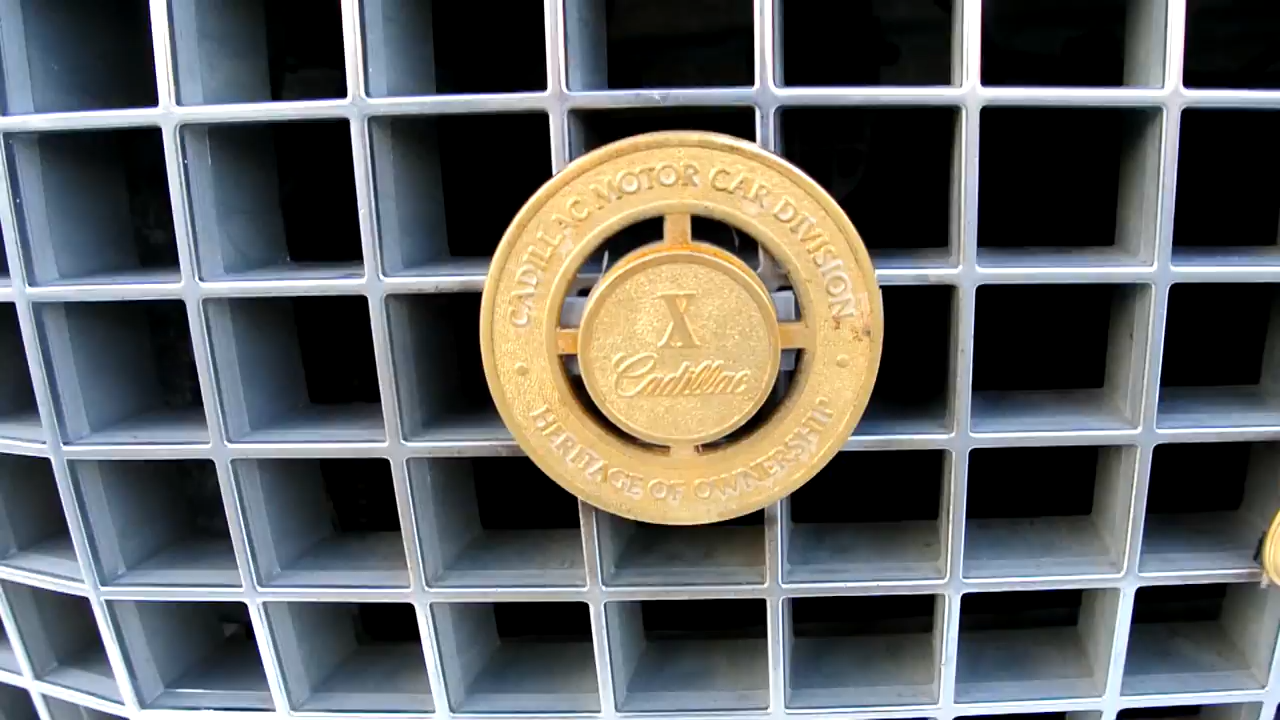 CADILLAC MOTOR CAR DIVISION
X
Cadillac
HERITAGE OF OWNERSHIP